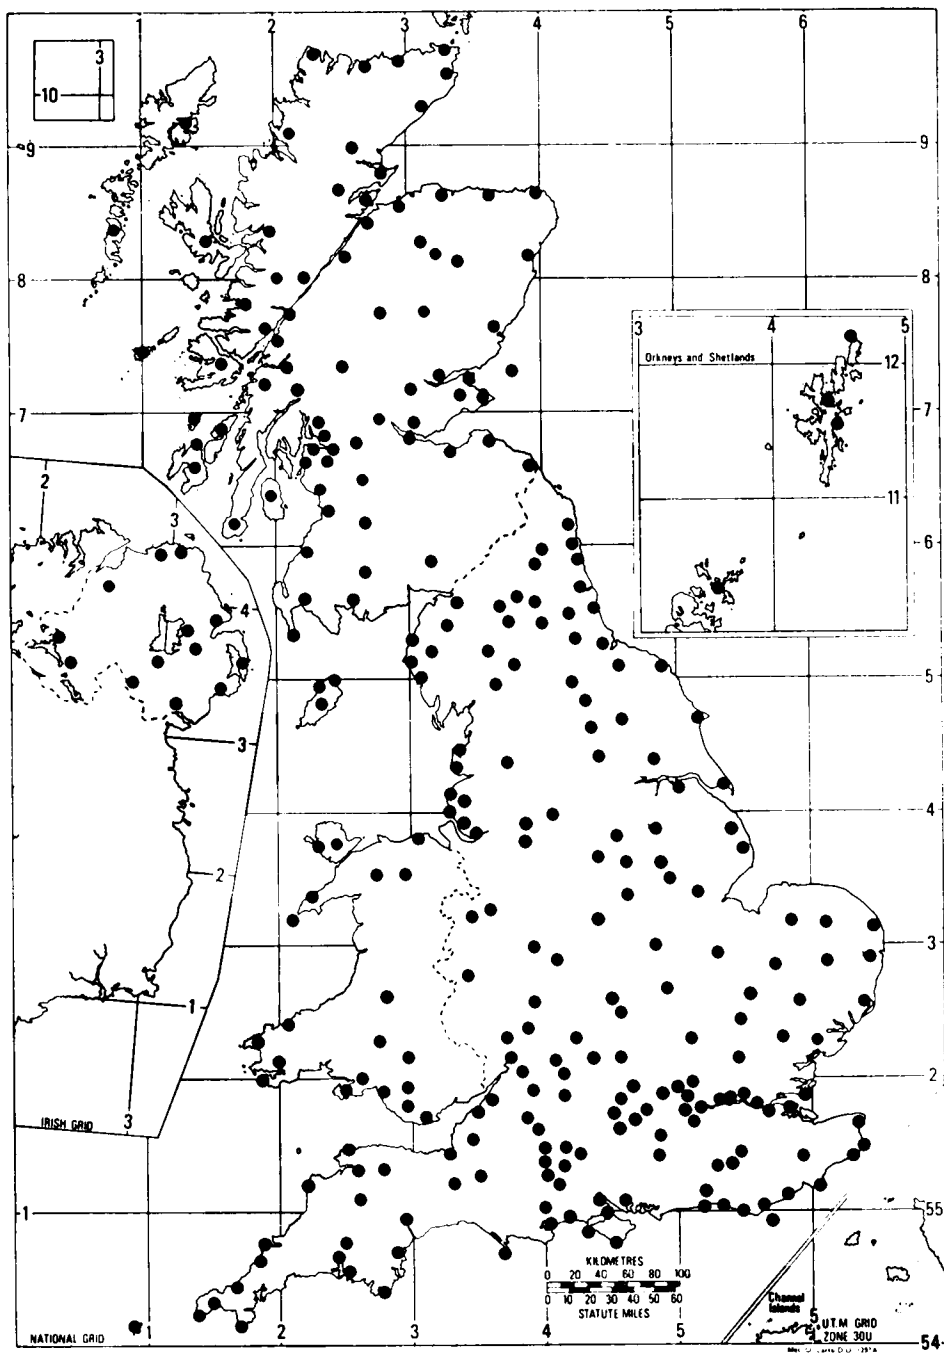 1 2 3 4 5 6
3
10
9 9
8 8
3 4 5
Orkneys and Shetlands
12
7 7
11
2
3
6
4
5
3
4
2
3
1
2
3
IRISH GRID
1 55
KILOMETRES
0 20 40 60 80 100
0 10 20 30 40 50 60
STATUTE MILES
Channel
Islands
5
U.T.M GRID
ZONE 30U
NATIONAL GRID
1 2 3 4 5 54